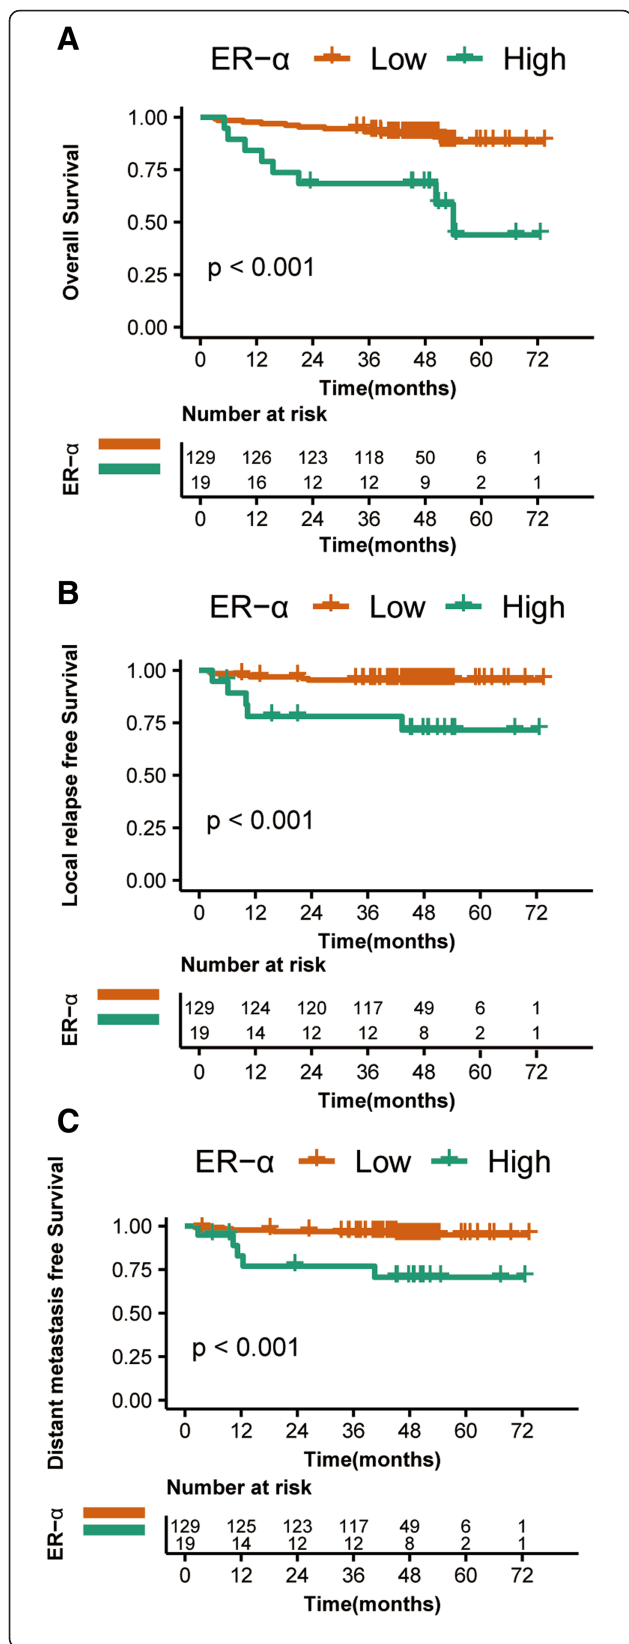 A
ER−α Low High
1.00
0.75
0.50
0.25
0.00
Overall Survival
p < 0.001
0 12 24 36 48 60 72
Time(months)
Number at risk
ER−α
129 126 123 118 50 6 1
19 16 12 12 9 2 1
0 12 24 36 48 60 72
Time(months)
B
ER−α Low High
1.00
0.75
0.50
0.25
0.00
Local relapse free Survival
p < 0.001
0 12 24 36 48 60 72
Time(months)
Number at risk
ER−α
129 124 120 117 49 6 1
19 14 12 12 8 2 1
0 12 24 36 48 60 72
Time(months)
C
ER−α Low High
1.00
0.75
0.50
0.25
0.00
Distant metastasis free Survival
p < 0.001
0 12 24 36 48 60 72
Time(months)
Number at risk
ER−α
129 125 123 117 49 6 1
19 14 12 12 8 2 1
0 12 24 36 48 60 72
Time(months)